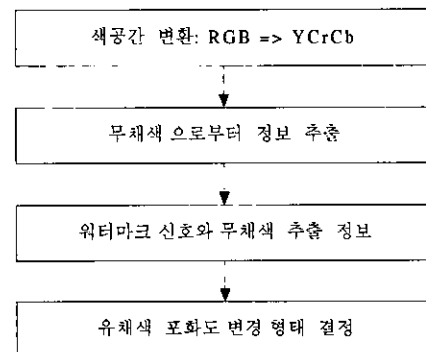 색공간 변환: RGB => YCrCb
무채색 으로부터 정보 추출
워터마크 신호와 무채색 추출 정보
유채색 포화도 변경 형태 결정